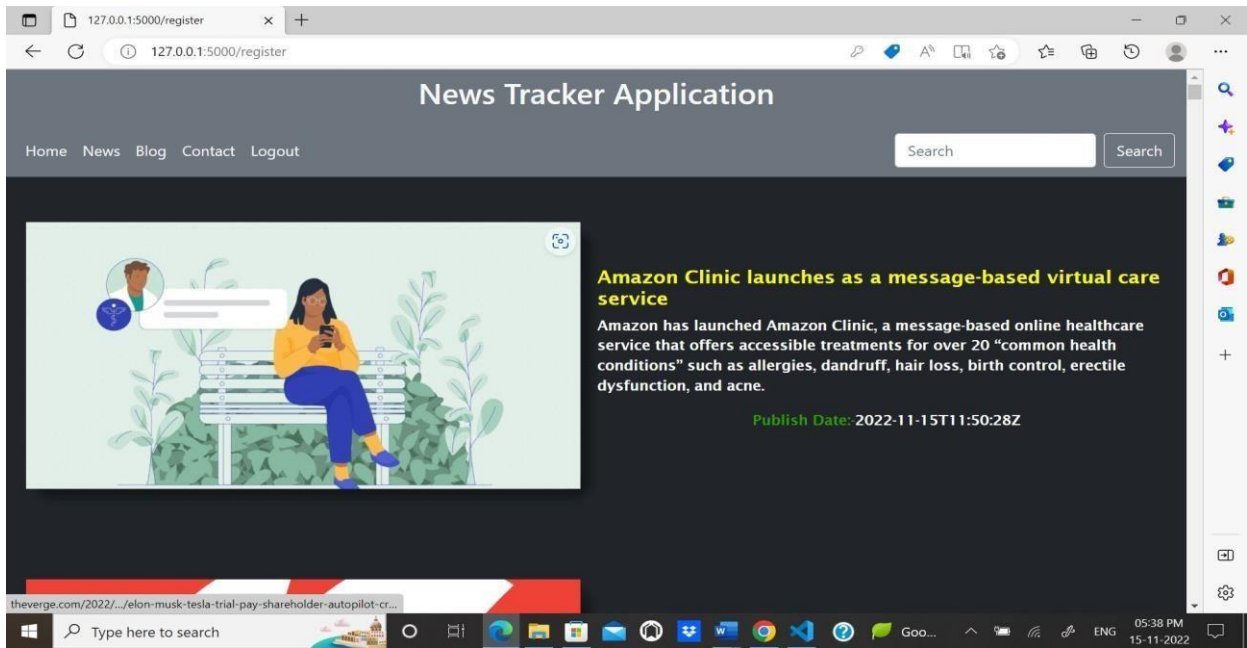 127.0.0.1:5000/register
127.0.0.1:5000/register
News Tracker Application
Home News Blog Contact Logout
Search
Search
Amazon Clinic launches as a message-based virtual care
service
Amazon has launched Amazon Clinic, a message-based online healthcare
service that offers accessible treatments for over 20 “common health
conditions” such as allergies, dandruff, hair loss, birth control, erectile
dysfunction, and acne.
Publish Date:-2022-11-15T11:50:28Z
theverge.com/2022/.../elon-musk-tesla-trial-pay-shareholder-autopilot-cr...
Type here to search
Goo...
ENG
05:38 PM
15-11-2022